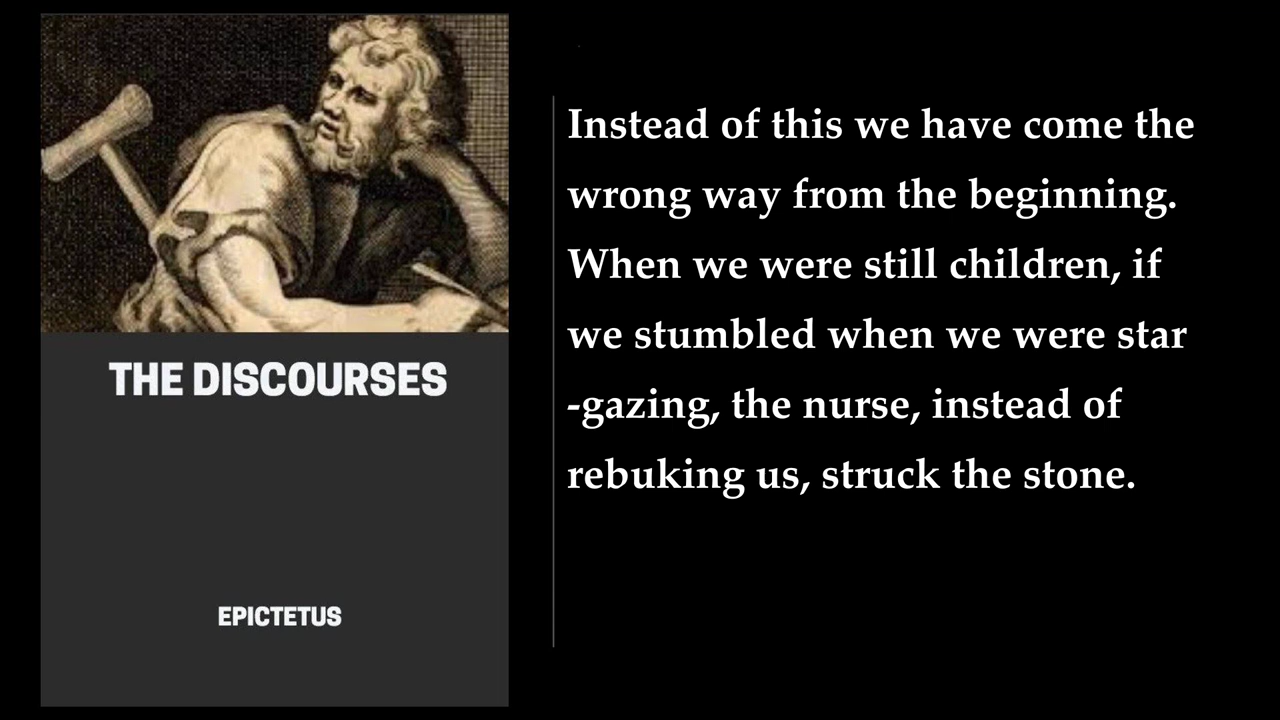 THE DISCOURSES
EPICTETUS
Instead of this we have come the
wrong way from the beginning.
When we were still children, if
we stumbled when we were star
-gazing, the nurse, instead of
rebuking us, struck the stone.